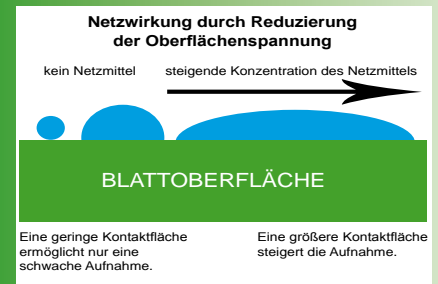 Netzwirkung durch Reduzierung
der Oberflächenspannung
kein Netzmittel steigende Konzentration des Netzmittels
BLATTOBERFLÄCHE
Eine geringe Kontaktfläche
ermöglicht nur eine
schwache Aufnahme.
Eine größere Kontaktfläche
steigert die Aufnahme.